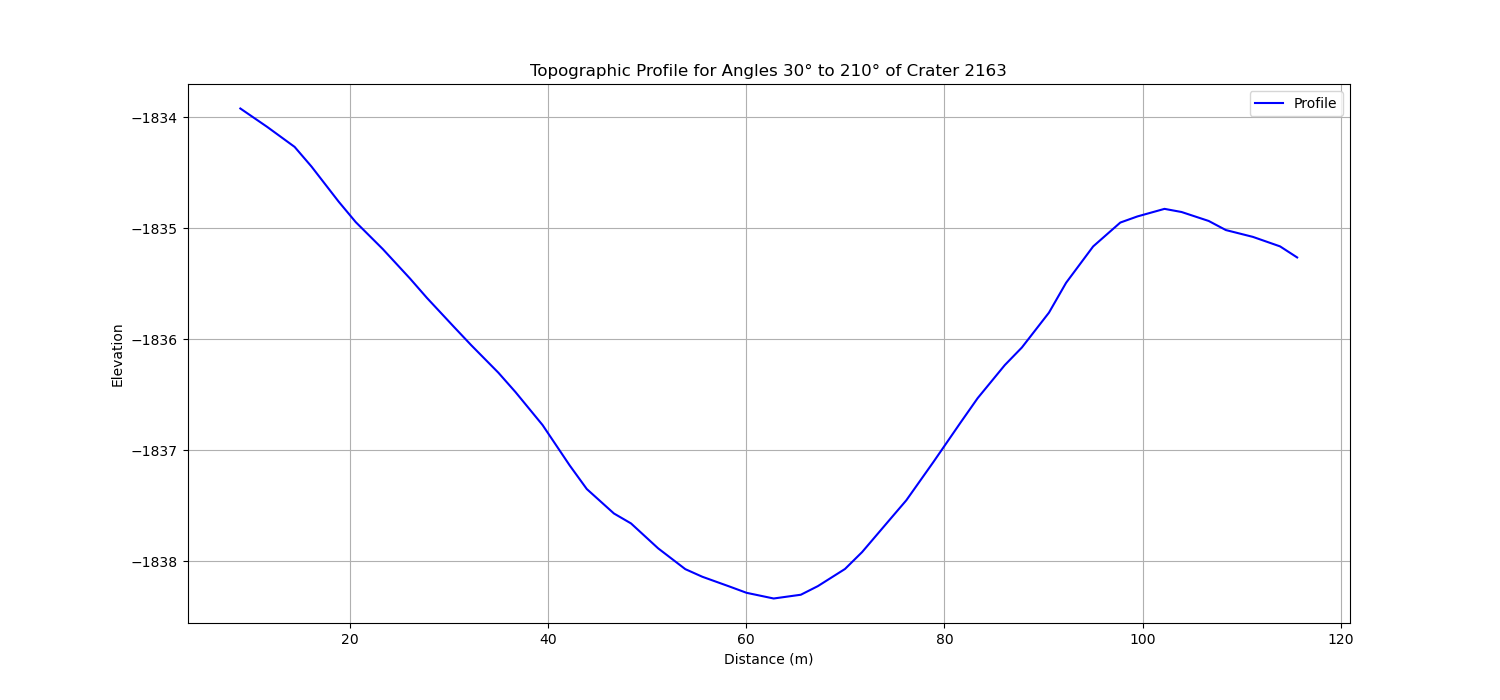 Topographic Profile for Angles 30° to 210° of Crater 2163
Profile
−1834
−1835
−1836
−1837
−1838
Elevation
20 40 60 80 100 120
Distance (m)